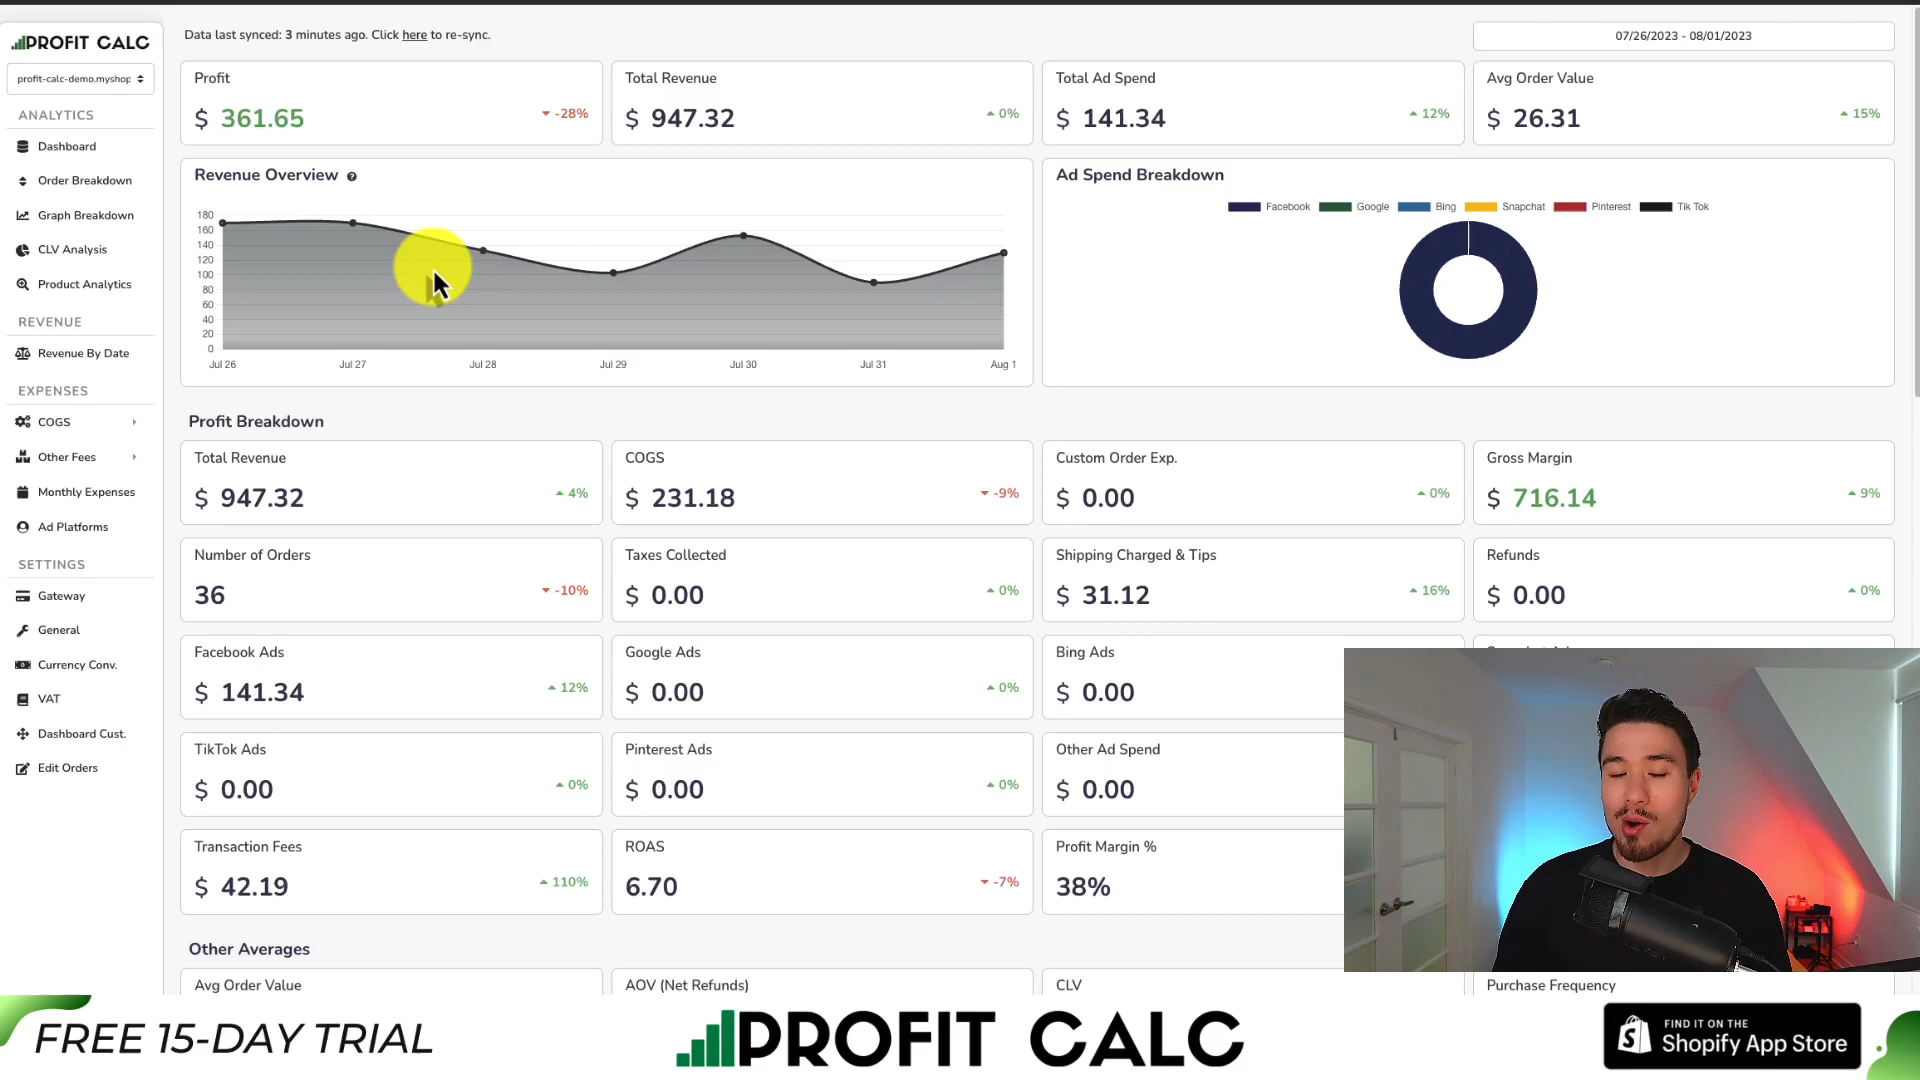 PROFIT CALC
profit-calc-demo.myshop
ANALYTICS
Dashboard
Order Breakdown
Graph Breakdown
CLV Analysis
Product Analytics
REVENUE
Revenue By Date
EXPENSES
COGS
Other Fees
Monthly Expenses
Ad Platforms
SETTINGS
Gateway
General
Currency Conv.
VAT
Dashboard Cust.
Edit Orders
Data last synced: 3 minutes ago. Click here to re-sync.
07/26/2023 - 08/01/2023
Profit
$ 361.65
-28%
Total Revenue
$ 947.32
0%
Total Ad Spend
$ 141.34
12%
Avg Order Value
$ 26.31
15%
Revenue Overview ?
180
160
140
120
100
80
60
40
20
0
Jul 26 Jul 27 Jul 28 Jul 29 Jul 30 Jul 31 Aug 1
Ad Spend Breakdown
Facebook Google Bing Snapchat Pinterest Tik Tok
Profit Breakdown
Total Revenue
$ 947.32
4%
COGS
$ 231.18
-9%
Custom Order Exp.
$ 0.00
0%
Gross Margin
$ 716.14
9%
Number of Orders
36
-10%
Taxes Collected
$ 0.00
0%
Shipping Charged & Tips
$ 31.12
16%
Refunds
$ 0.00
0%
Facebook Ads
$ 141.34
12%
Google Ads
$ 0.00
0%
Bing Ads
$ 0.00
TikTok Ads
$ 0.00
0%
Pinterest Ads
$ 0.00
0%
Other Ad Spend
$ 0.00
Transaction Fees
$ 42.19
110%
ROAS
6.70
-7%
Profit Margin %
38%
Other Averages
Avg Order Value
AOV (Net Refunds)
CLV
Purchase Frequency
FREE 15-DAY TRIAL
PROFIT CALC
FIND IT ON THE
Shopify App Store